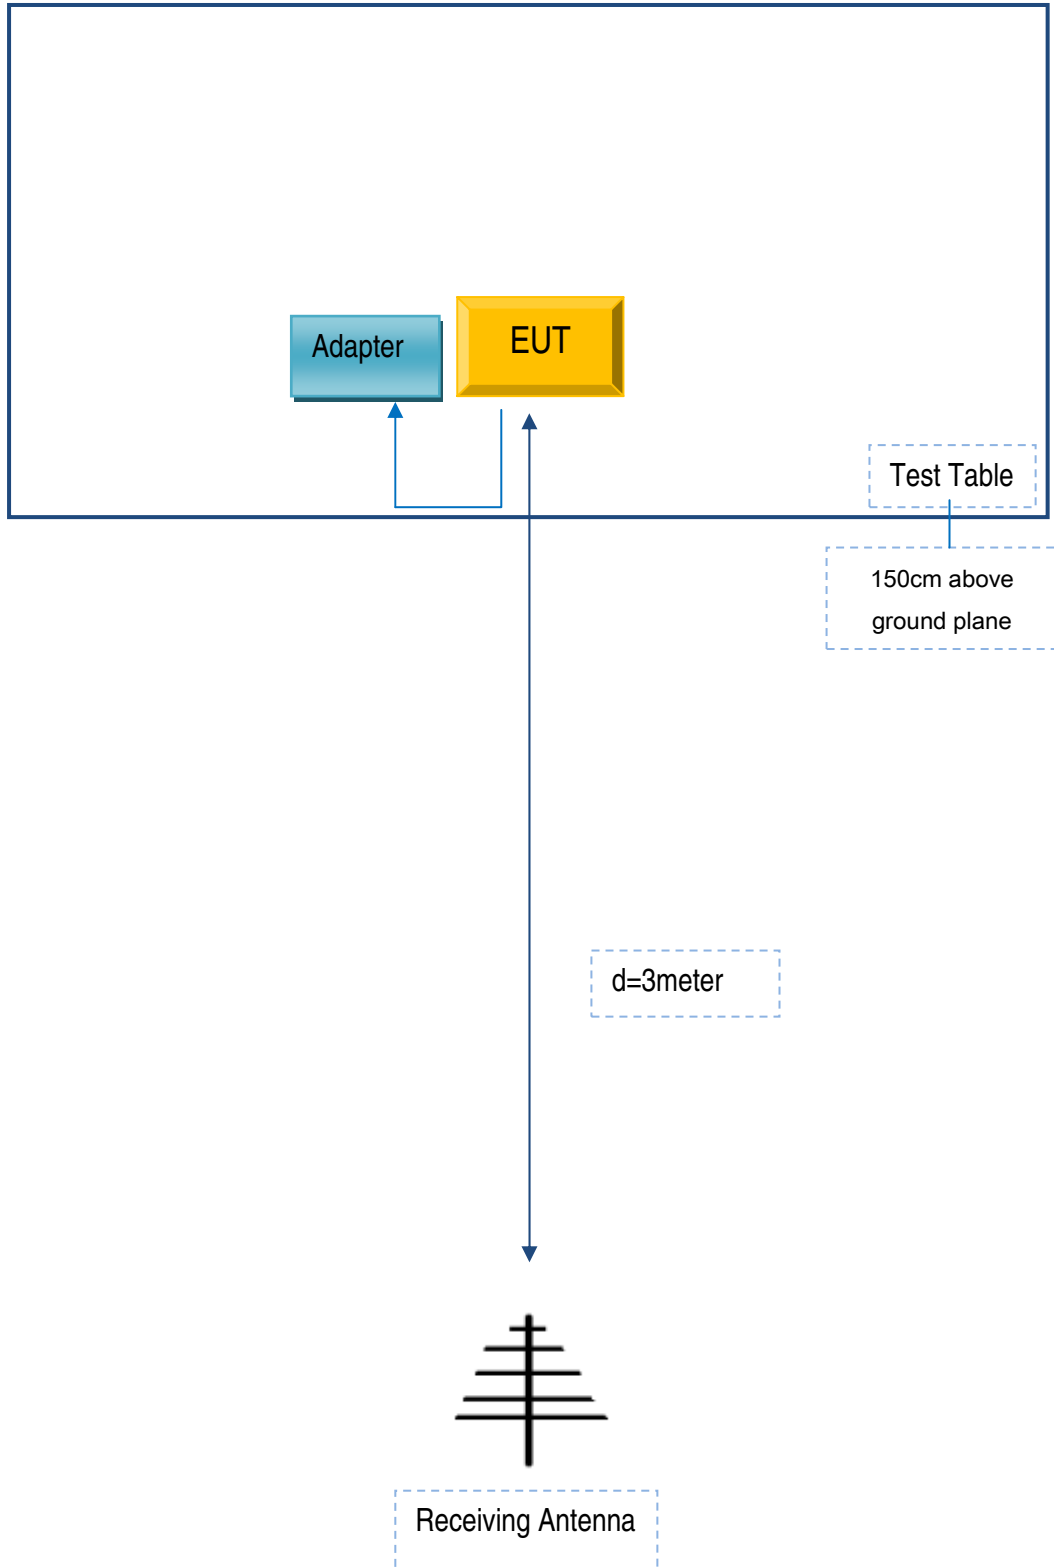 Adapter
EUT
Test Table
150cm above
ground plane
d=3meter
Receiving Antenna